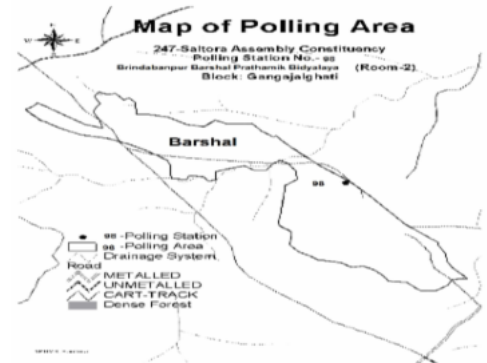 Map of Polling Area
N
W E
S
247-Saltora Assembly Constituency
Polling Station No.- 98
Brindabanpur Barshal Prathamik Bidyalaya (Room-2)
Block: Gangajalghati
Barshal
98
98 -Polling Station
98 -Polling Area
Drainage System
Road
METALLED
UNMETALLED
CART-TRACK
Dense Forest